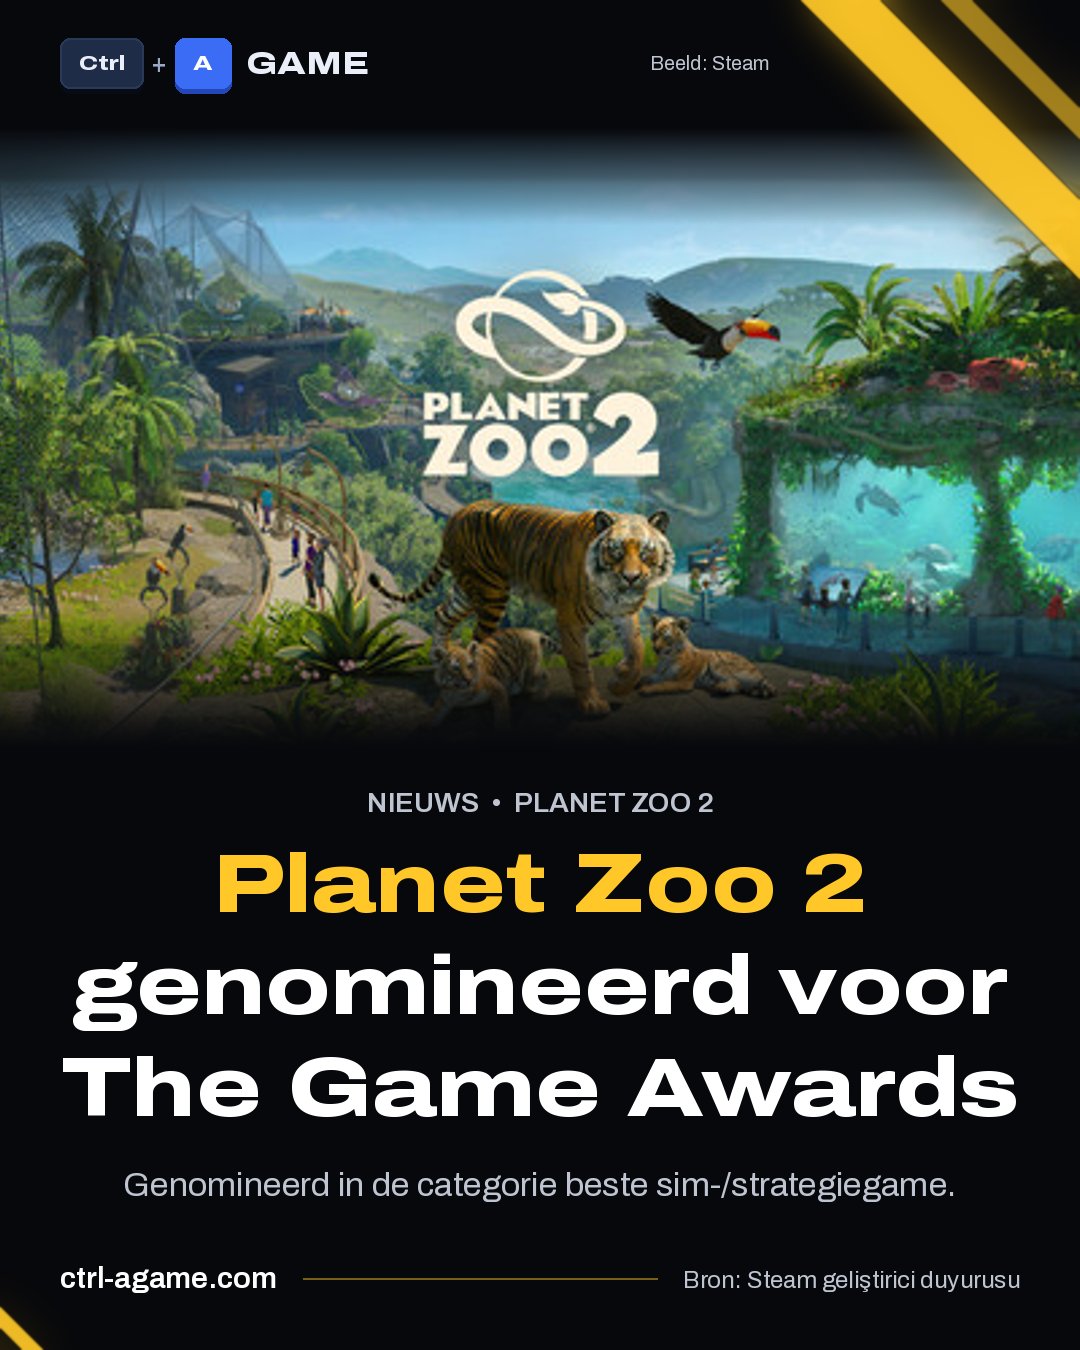 Ctrl + A GAME
Beeld: Steam
PLANET
ZOO 2
NIEUWS • PLANET ZOO 2
Planet Zoo 2
genomineerd voor
The Game Awards
Genomineerd in de categorie beste sim-/strategiegame.
ctrl-agame.com
Bron: Steam geliştirici duyurusu